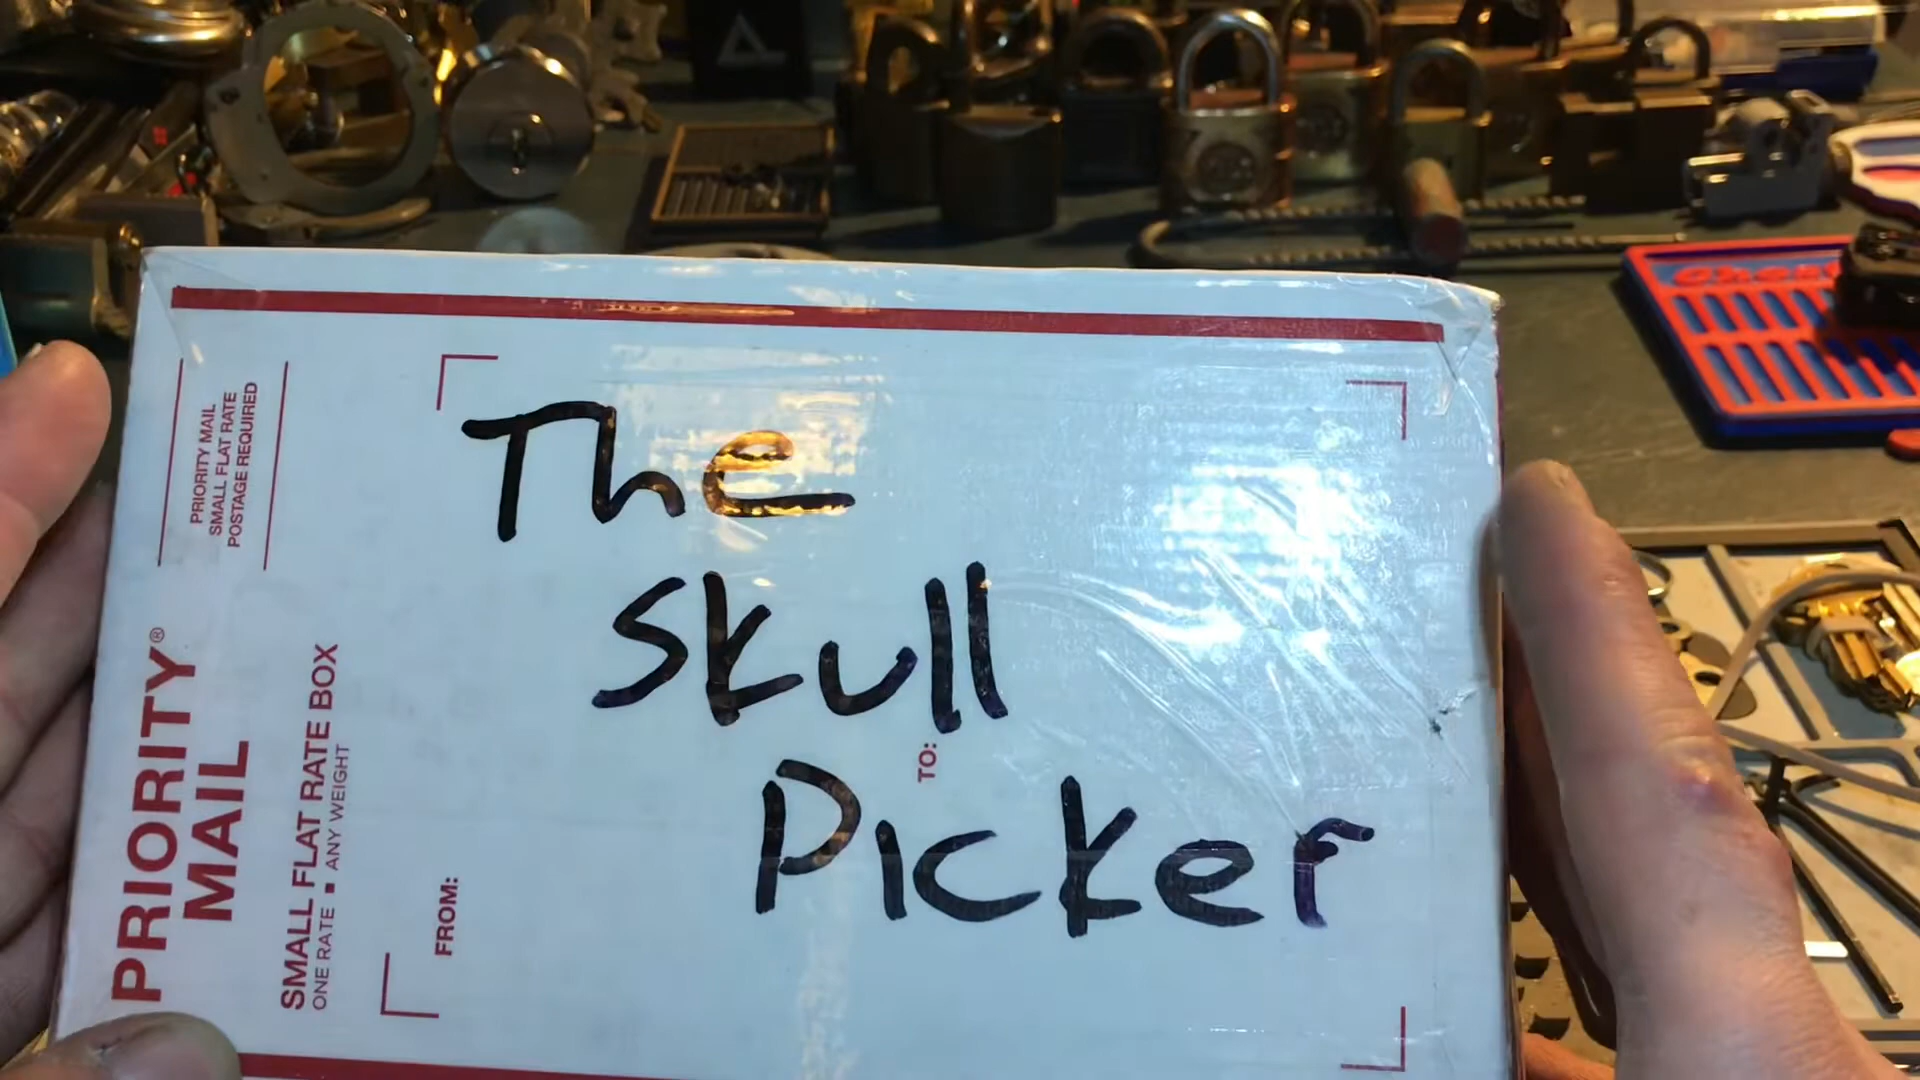 The
Skull
Picker
PRIORITY MAIL
SMALL FLAT RATE
POSTAGE REQUIRED
PRIORITY®
MAIL
SMALL FLAT RATE BOX
ONE RATE ■ ANY WEIGHT
FROM:
TO: